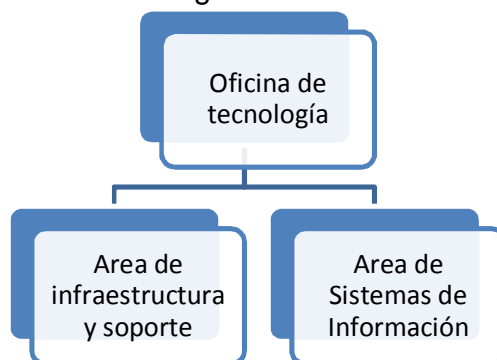 Oficina de
tecnología
Area de
infraestructura
y soporte
Area de
Sistemas de
Información